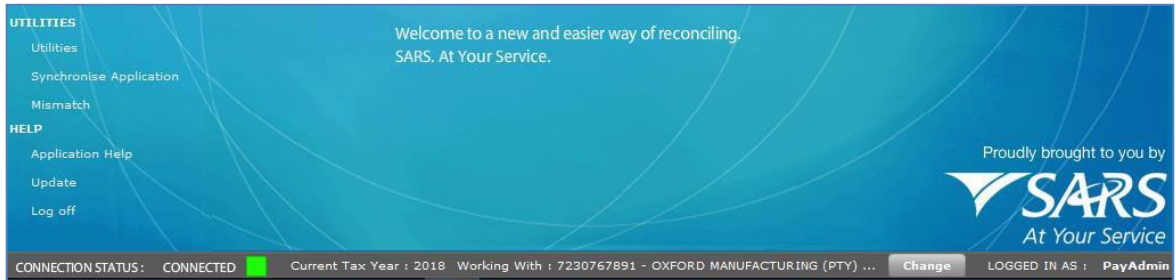 UTILITIES
Utilities
Synchronise Application
Mismatch
HELP
Application Help
Update
Log off
Welcome to a new and easier way of reconciling.
SARS. At Your Service.
Proudly brought to you by
SARS
At Your Service
CONNECTION STATUS : CONNECTED Current Tax Year : 2018 Working With : 7230767891 - OXFORD MANUFACTURING (PTY) ... Change LOGGED IN AS : PayAdmin